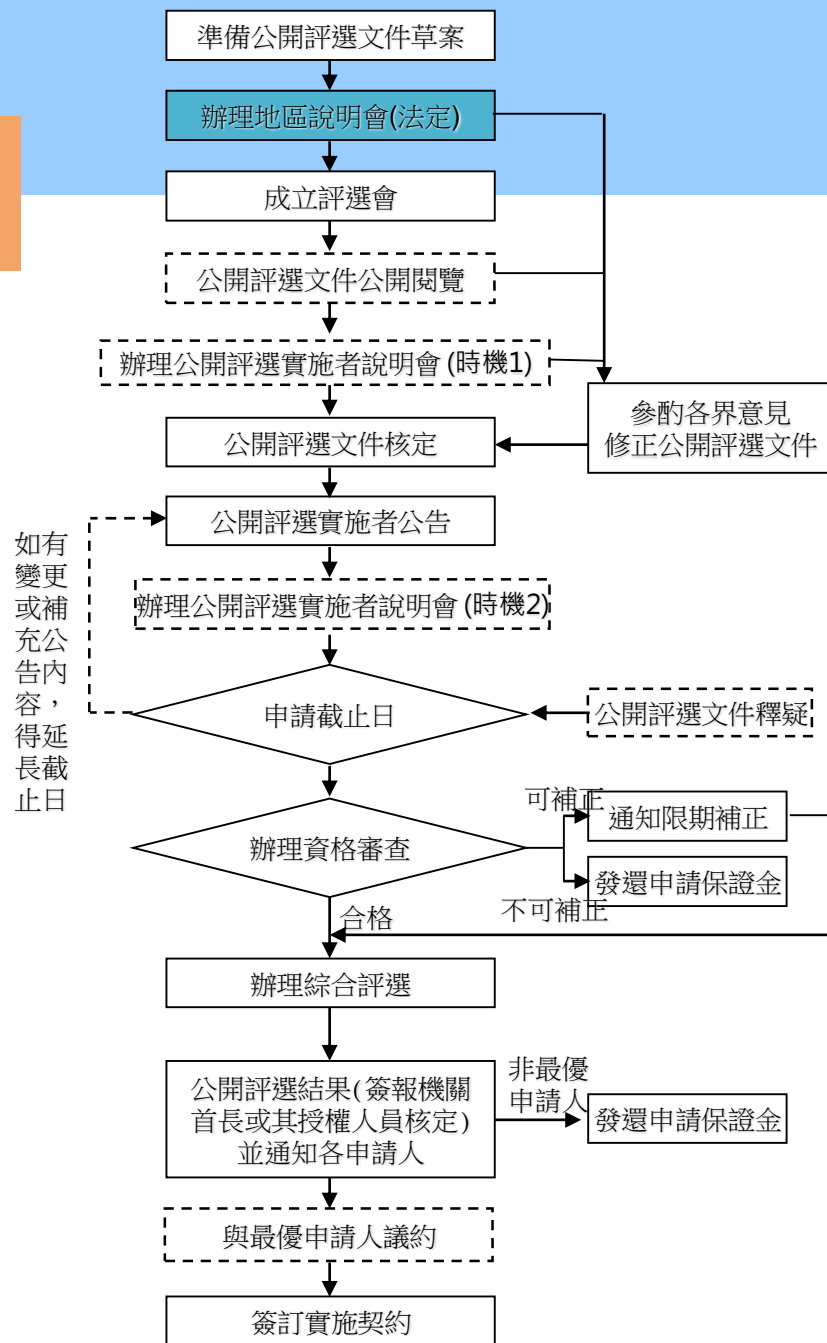 準備公開評選文件草案
辦理地區說明會(法定)
成立評選會
公開評選文件公開閱覽
辦理公開評選實施者說明會(時機1)
參酌各界意見
修正公開評選文件
公開評選文件核定
公開評選實施者公告
如有
變更
或補
充公
告內
容，
得延
長截
止日
辦理公開評選實施者說明會(時機2)
申請截止日
公開評選文件釋疑
辦理資格審查
可補正
通知限期補正
不可補正
發還申請保證金
合格
辦理綜合評選
公開評選結果(簽報機關
首長或其授權人員核定)
並通知各申請人
非最優
申請人
發還申請保證金
與最優申請人議約
簽訂實施契約